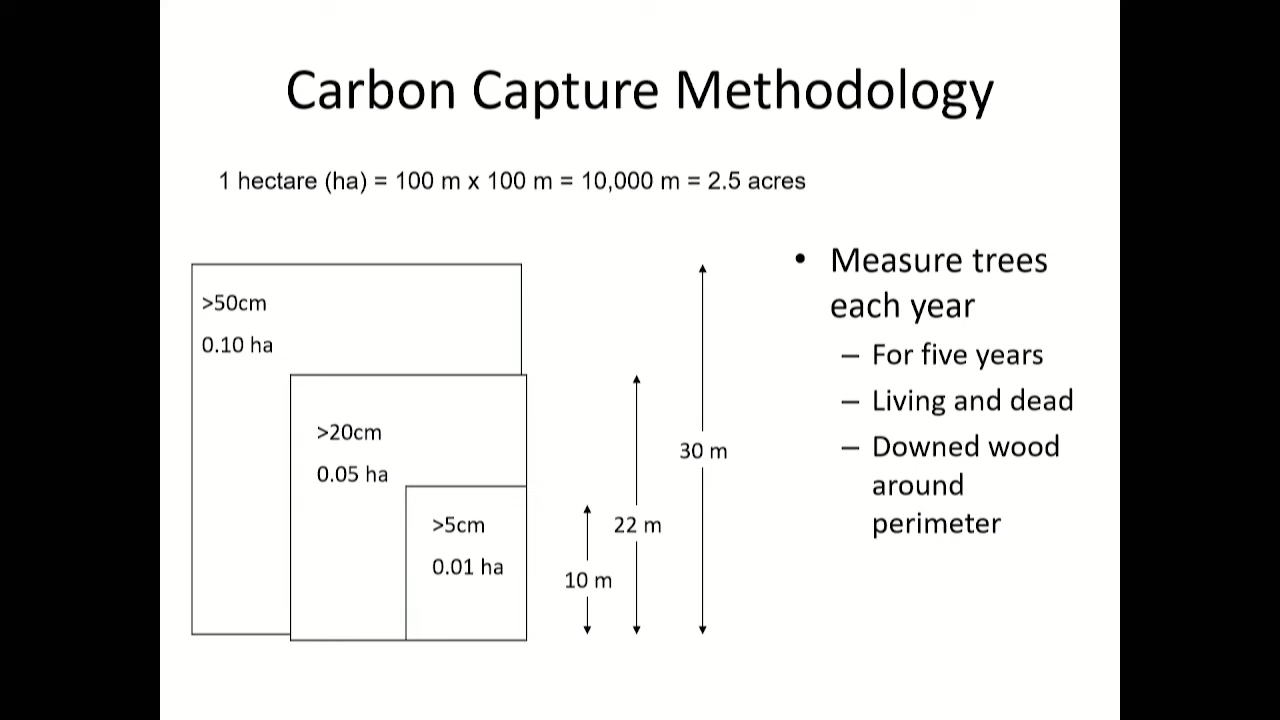 Carbon Capture Methodology
1 hectare (ha) = 100 m x 100 m = 10,000 m = 2.5 acres
>50cm
0.10 ha
>20cm
0.05 ha
>5cm
0.01 ha
10 m
22 m
30 m
• Measure trees
each year
– For five years
– Living and dead
– Downed wood
around
perimeter